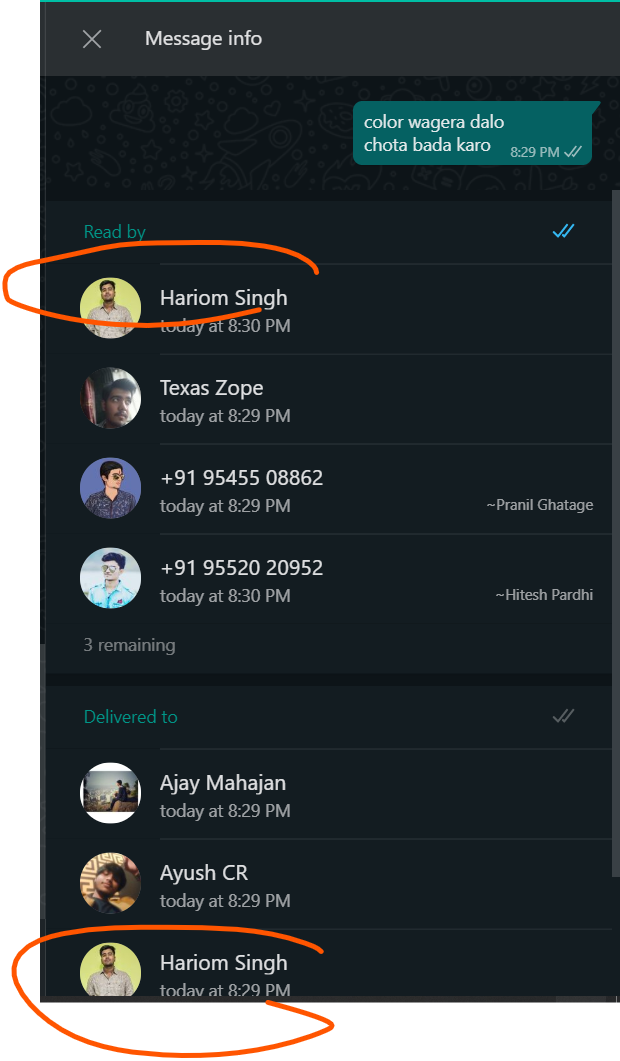 Message info
color wagera dalo
chota bada karo
8:29 PM
Read by
Hariom Singh
today at 8:30 PM
Texas Zope
today at 8:29 PM
+91 95455 08862
today at 8:29 PM
~Pranil Ghatage
+91 95520 20952
today at 8:30 PM
~Hitesh Pardhi
3 remaining
Delivered to
Ajay Mahajan
today at 8:29 PM
Ayush CR
today at 8:29 PM
Hariom Singh
today at 8:29 PM